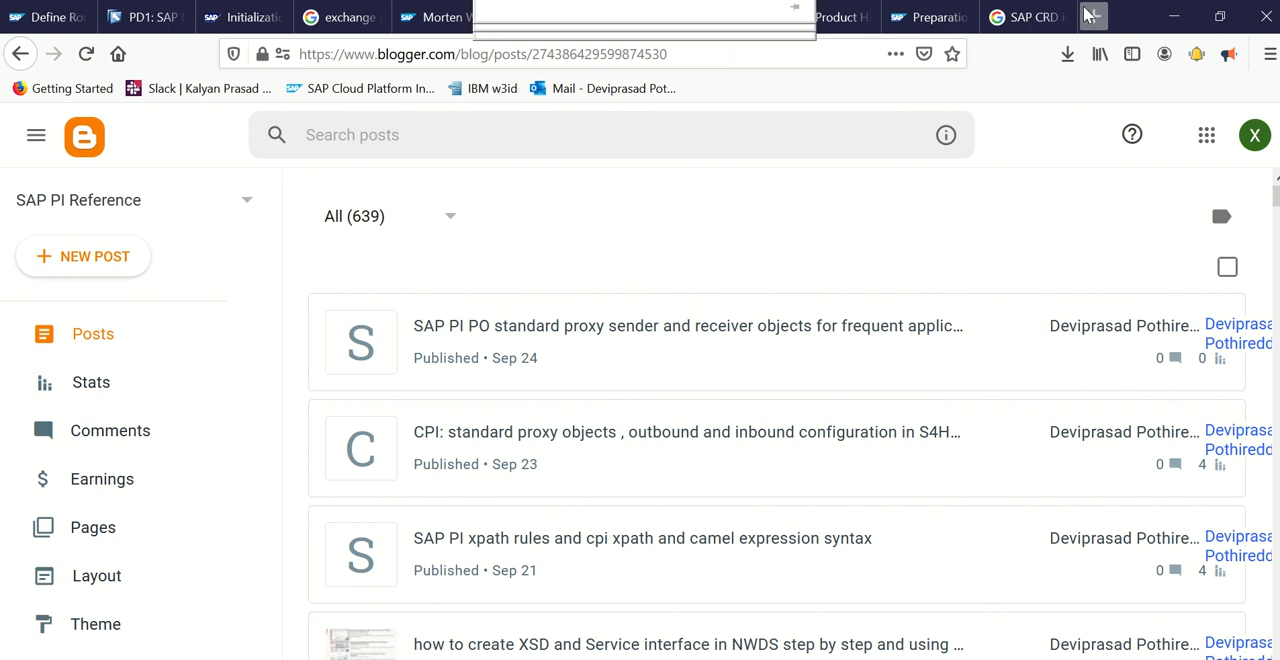 Define Ro
PD1: SAP
Initializatio
exchange
Morten
Product H
Preparatio
SAP CRD i
https://www.blogger.com/blog/posts/274386429599874530
Getting Started
Slack | Kalyan Prasad ...
SAP Cloud Platform In...
IBM w3id
Mail - Deviprasad Pot...
Search posts
X
SAP PI Reference
All (639)
NEW POST
Posts
Stats
Comments
Earnings
Pages
Layout
Theme
S
SAP PI PO standard proxy sender and receiver objects for frequent applic...
Published • Sep 24
Deviprasad Pothire...
Deviprasa
Pothiredd
0
0
C
CPI: standard proxy objects , outbound and inbound configuration in S4H...
Published • Sep 23
Deviprasad Pothire...
Deviprasa
Pothiredd
0
4
S
SAP PI xpath rules and cpi xpath and camel expression syntax
Published • Sep 21
Deviprasad Pothire...
Deviprasa
Pothiredd
0
4
how to create XSD and Service interface in NWDS step by step and using ...
Deviprasad Pothire...
Deviprasa